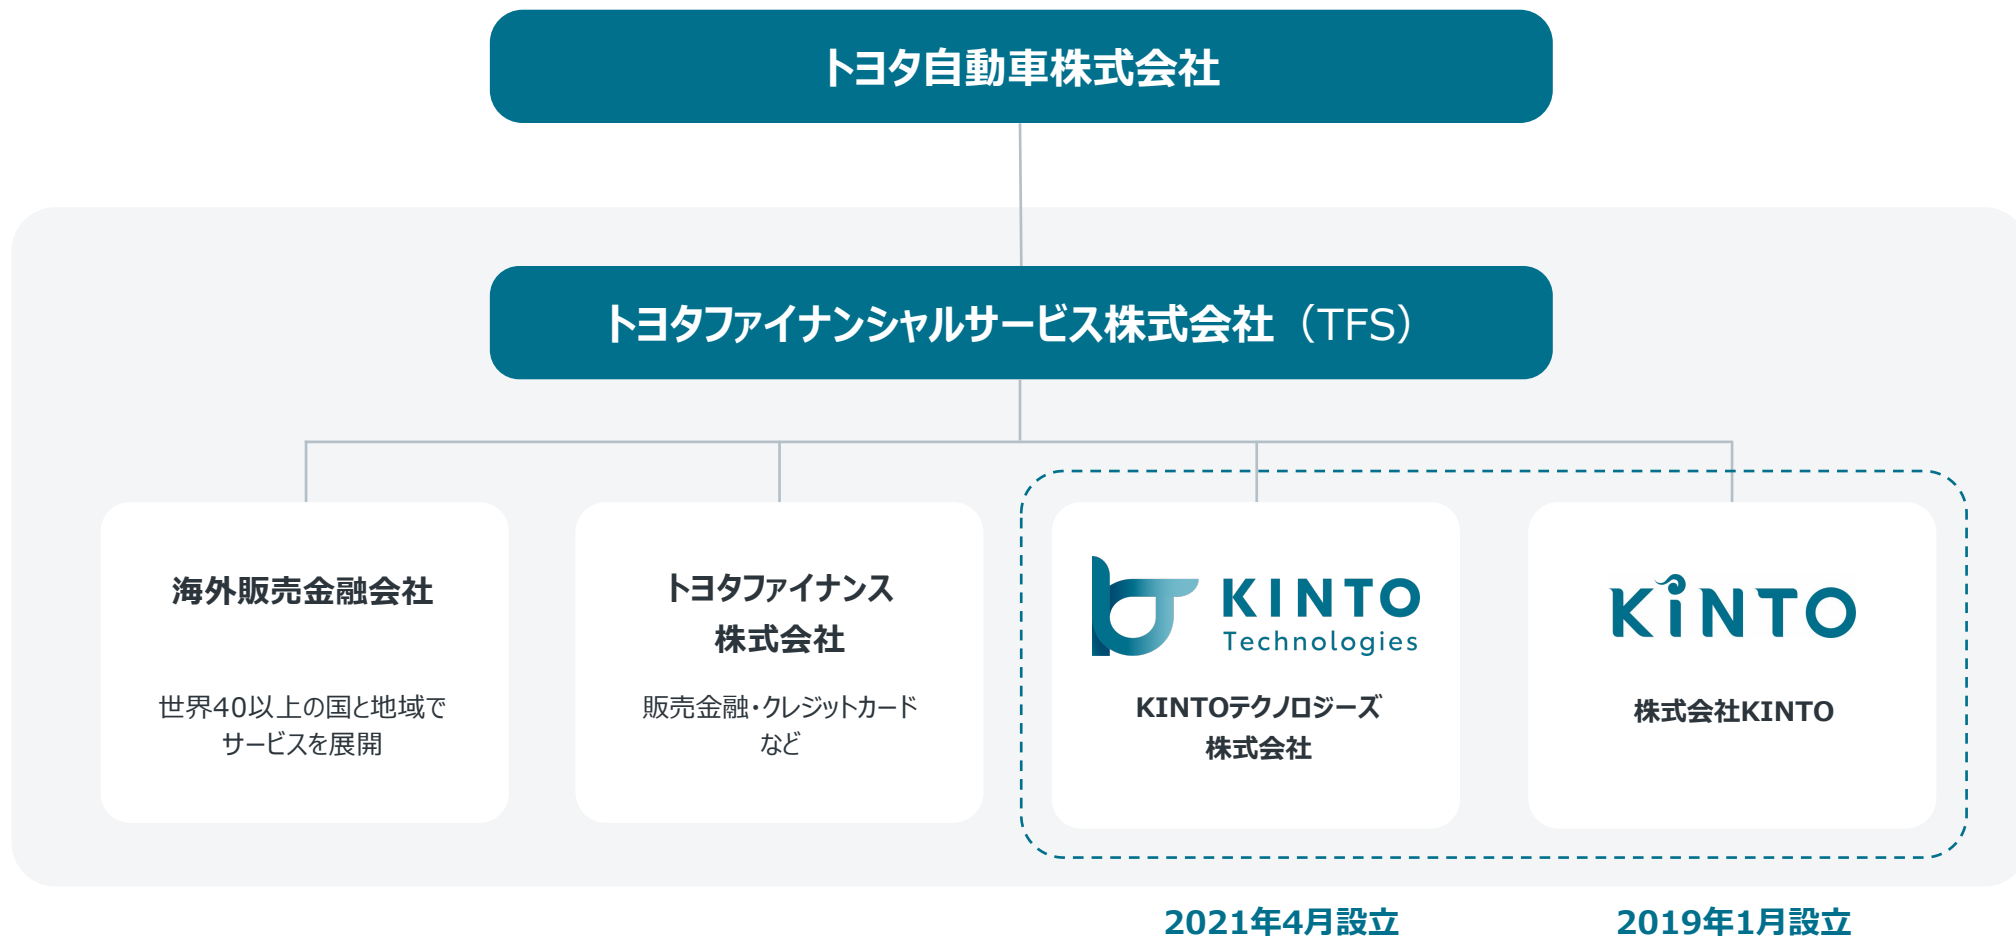 トヨタ自動車株式会社
トヨタファイナンシャルサービス株式会社（TFS）
海外販売金融会社
世界40以上の国と地域で
サービスを展開
トヨタファイナンス
株式会社
販売金融・クレジットカード
など
KINTO
Technologies
KINTOテクノロジーズ
株式会社
KINTO
株式会社KINTO
2021年4月設立
2019年1月設立